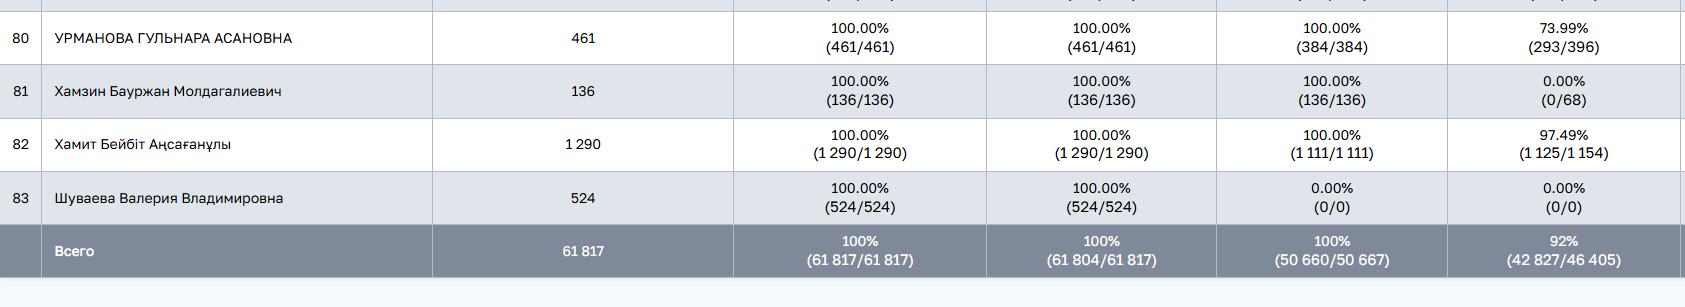 80 УРМАНОВА ГУЛЬНАРА АСАНОВНА 461 100.00% 100.00% 100.00% 73.99%
(461/461) (461/461) (384/384) (293/396)
81 Хамзин Бауржан Молдагалиевич 136 100.00% 100.00% 100.00% 0.00%
(136/136) (136/136) (136/136) (0/68)
82 Хамит Бейбіт Аңсағанұлы 1 290 100.00% 100.00% 100.00% 97.49%
(1 290/1 290) (1 290/1 290) (1 111/1 111) (1 125/1 154)
83 Шуваева Валерия Владимировна 524 100.00% 100.00% 0.00% 0.00%
(524/524) (524/524) (0/0) (0/0)
Всего 61 817 100% 100% 100% 92%
(61 817/61 817) (61 804/61 817) (50 660/50 667) (42 827/46 405)